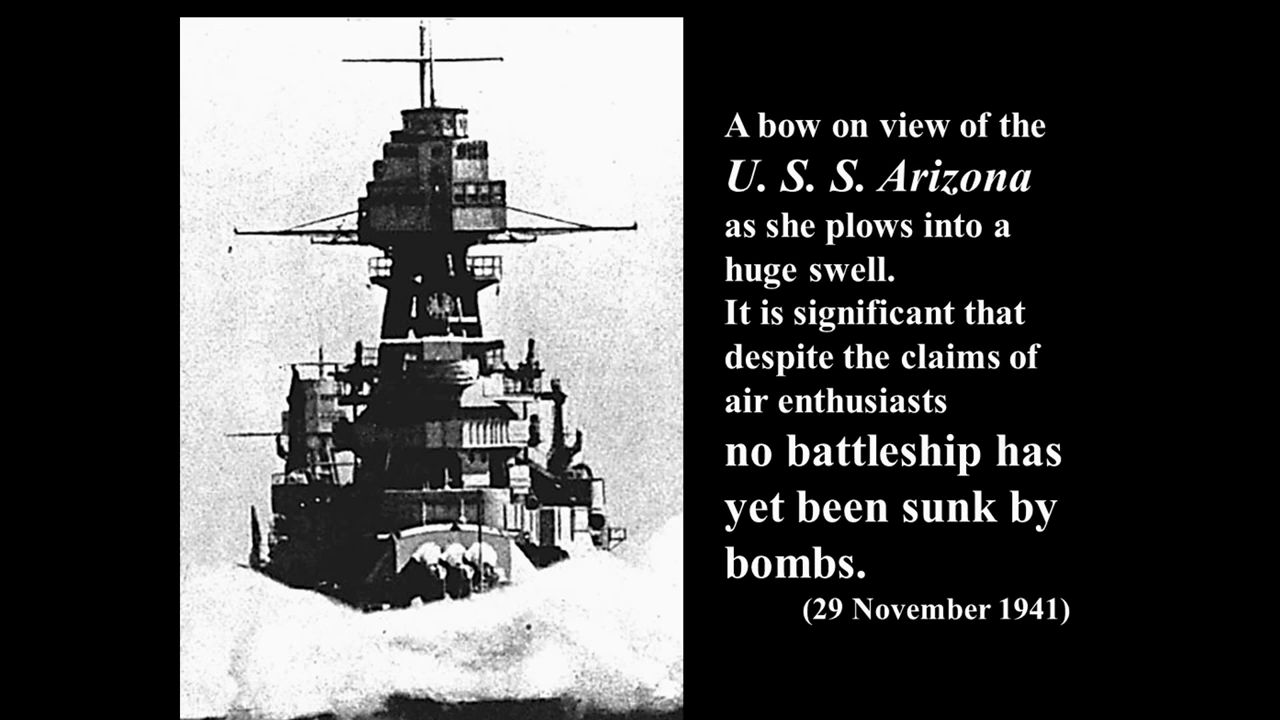 A bow on view of the
U. S. S. Arizona
as she plows into a
huge swell.
It is significant that
despite the claims of
air enthusiasts
no battleship has
yet been sunk by
bombs.
(29 November 1941)